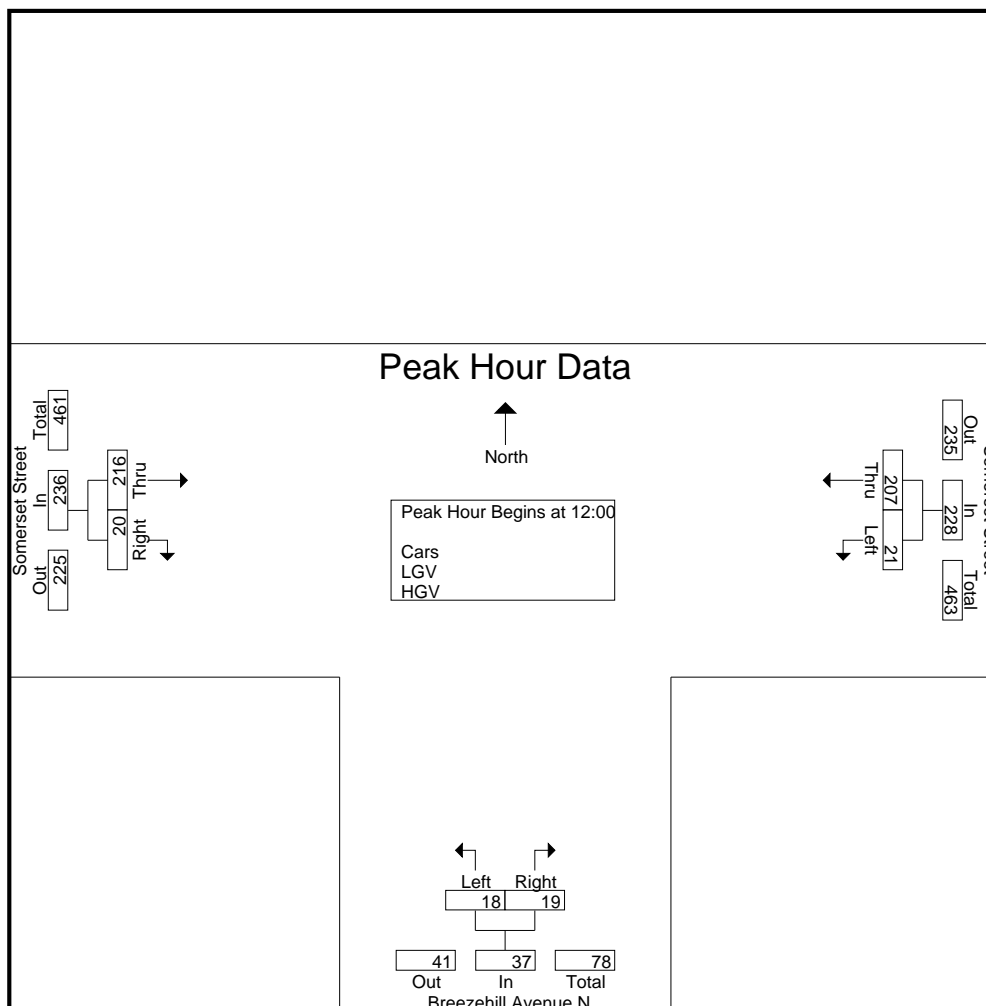 Peak Hour Data
North
Peak Hour Begins at 12:00
Cars
LGV
HGV
Somerset Street
Total
461
In
236
Out
225
216
Thru
20
Right
Out
235
In
228
Total
463
207
Thru
21
Left
Left
Right
18
19
41
37
78
Out
In
Total
Breezehill Avenue N